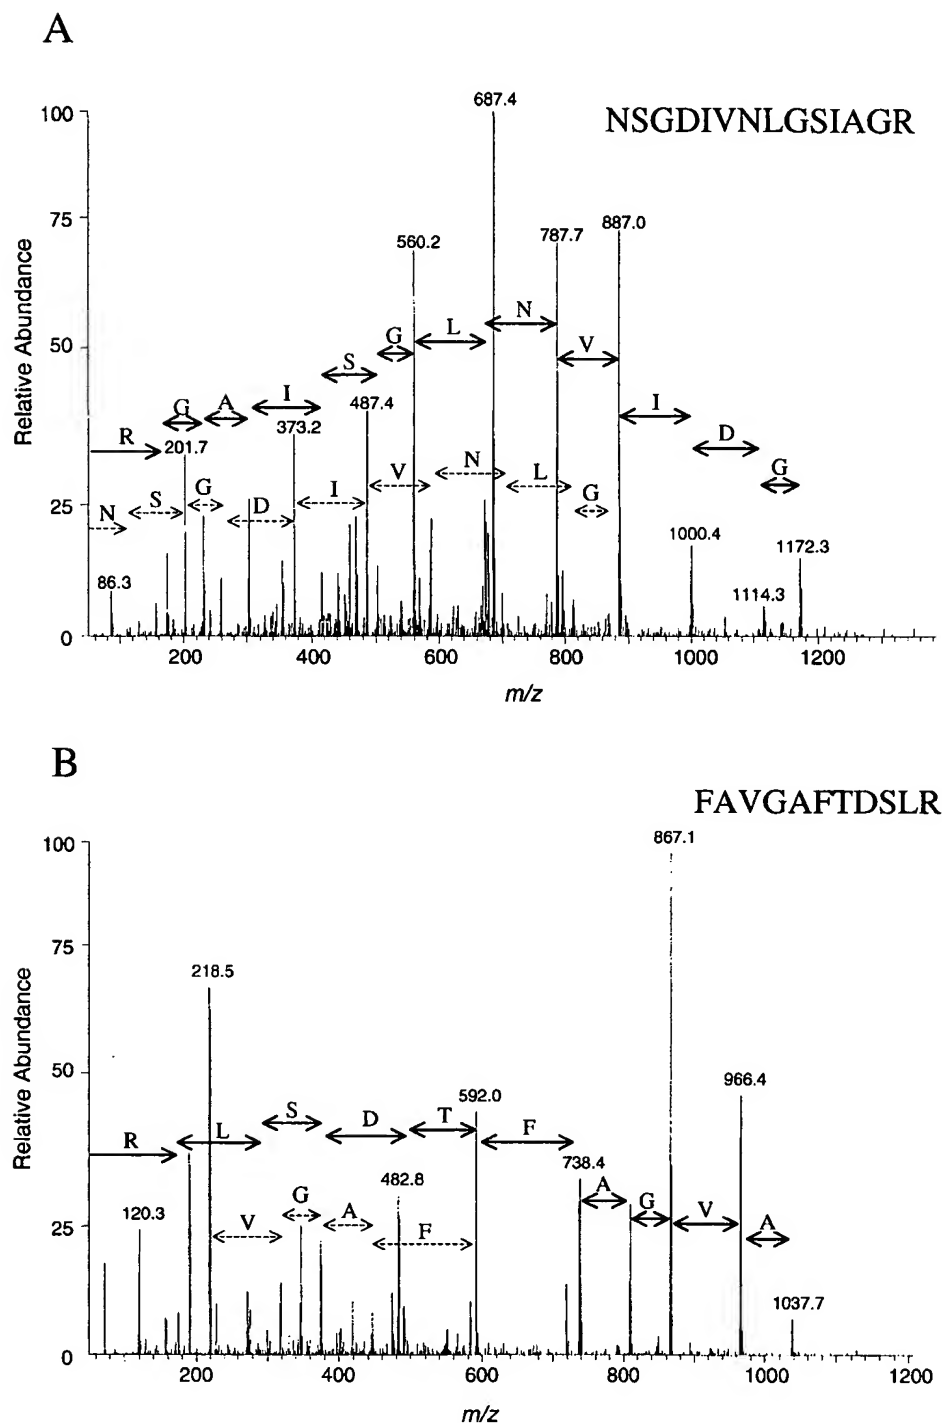 A
NSGDIVNLGSIAGR
687.4
100
887.0
787.7
560.2
75
Relative Abundance
N
L
G
V
50
S
I
487.4
A
I
G
373.2
D
R
201.7
G
V
N
L
G
I
G
S
D
N
25
1000.4
1172.3
86.3
1114.3
0
200 400 600 800 1000 1200
m/z
B
FAVGAFTDSLR
867.1
100
75
218.5
Relative Abundance
966.4
50
592.0
S
D
T
F
R
L
738.4
482.8
A
G
V
A
120.3
G
A
V
F
25
1037.7
0
200 400 600 800 1000 1200
m/z